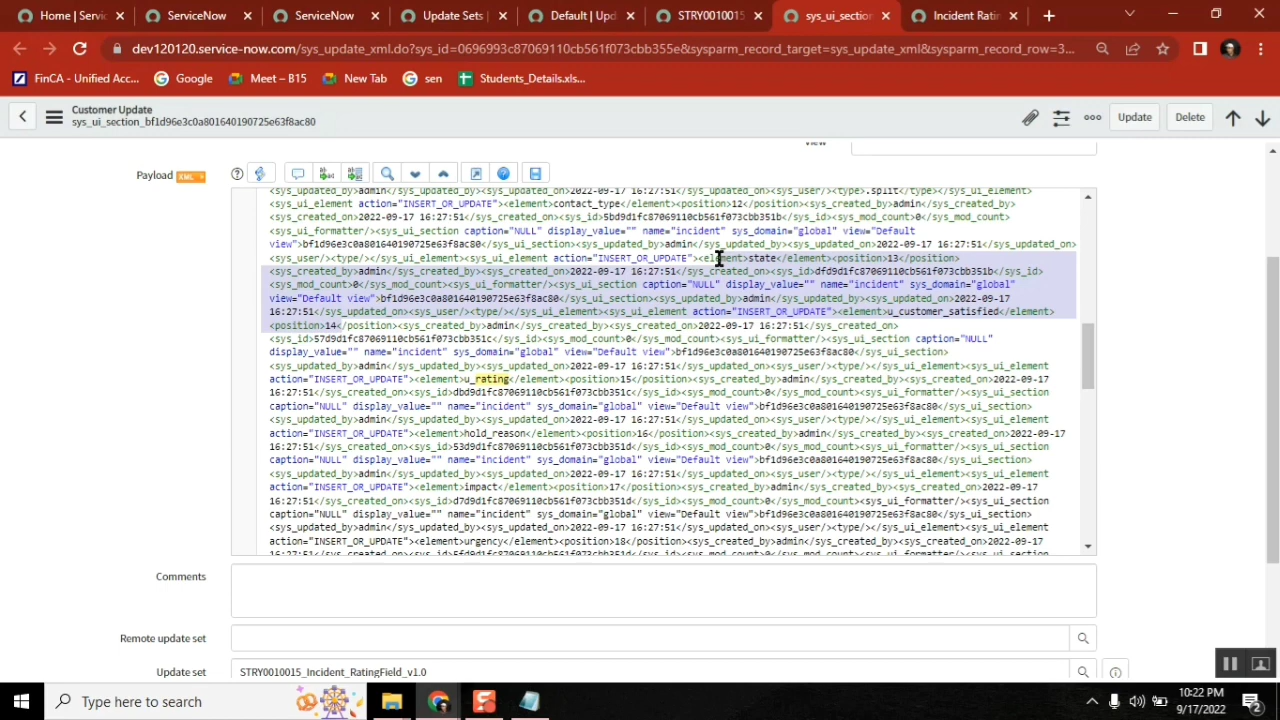 Home | Servic
ServiceNow
ServiceNow
Update Sets |
Default | Upd
STRY0010015
sys_ui_section
Incident Ratin
dev120120.service-now.com/sys_update_xml.do?sys_id=0696993c87069110cb561f073cbb355e&sysparm_record_target=sys_update_xml&sysparm_record_row=3...
FinCA - Unified Acc...
Google
Meet – B15
New Tab
sen
Students_Details.xls...
Customer Update
sys_ui_section_bf1d96e3c0a801640190725e63f8ac80
Update
Delete
View
Payload XML
<sys_updated_by>admin</sys_updated_by><sys_updated_on>2022-09-17 16:27:51</sys_updated_on><sys_user/><type>.split</type></sys_ui_element>
<sys_ui_element action="INSERT_OR_UPDATE"><element>contact_type</element><position>12</position><sys_created_by>admin</sys_created_by>
<sys_created_on>2022-09-17 16:27:51</sys_created_on><sys_id>5bd9d1fc87069110cb561f073cbb351b</sys_id><sys_mod_count>0</sys_mod_count>
<sys_ui_formatter/><sys_ui_section caption="NULL" display_value="" name="incident" sys_domain="global" view="Default
view">bf1d96e3c0a801640190725e63f8ac80</sys_ui_section><sys_updated_by>admin</sys_updated_by><sys_updated_on>2022-09-17 16:27:51</sys_updated_on>
<sys_user/><type/></sys_ui_element><sys_ui_element action="INSERT_OR_UPDATE"><element>state</element><position>13</position>
<sys_created_by>admin</sys_created_by><sys_created_on>2022-09-17 16:27:51</sys_created_on><sys_id>dfd9d1fc87069110cb561f073cbb351b</sys_id>
<sys_mod_count>0</sys_mod_count><sys_ui_formatter/><sys_ui_section caption="NULL" display_value="" name="incident" sys_domain="global"
view="Default view">bf1d96e3c0a801640190725e63f8ac80</sys_ui_section><sys_updated_by>admin</sys_updated_by><sys_updated_on>2022-09-17
16:27:51</sys_updated_on><sys_user/><type/></sys_ui_element><sys_ui_element action="INSERT_OR_UPDATE"><element>u_customer_satisfied</element>
<position>14</position><sys_created_by>admin</sys_created_by><sys_created_on>2022-09-17 16:27:51</sys_created_on>
<sys_id>57d9d1fc87069110cb561f073cbb351c</sys_id><sys_mod_count>0</sys_mod_count><sys_ui_formatter/><sys_ui_section caption="NULL"
display_value="" name="incident" sys_domain="global" view="Default view">bf1d96e3c0a801640190725e63f8ac80</sys_ui_section>
<sys_updated_by>admin</sys_updated_by><sys_updated_on>2022-09-17 16:27:51</sys_updated_on><sys_user/><type/></sys_ui_element><sys_ui_element
action="INSERT_OR_UPDATE"><element>u_rating</element><position>15</position><sys_created_by>admin</sys_created_by><sys_created_on>2022-09-17
16:27:51</sys_created_on><sys_id>dbd9d1fc87069110cb561f073cbb351c</sys_id><sys_mod_count>0</sys_mod_count><sys_ui_formatter/><sys_ui_section
caption="NULL" display_value="" name="incident" sys_domain="global" view="Default view">bf1d96e3c0a801640190725e63f8ac80</sys_ui_section>
<sys_updated_by>admin</sys_updated_by><sys_updated_on>2022-09-17 16:27:51</sys_updated_on><sys_user/><type/></sys_ui_element><sys_ui_element
action="INSERT_OR_UPDATE"><element>hold_reason</element><position>16</position><sys_created_by>admin</sys_created_by><sys_created_on>2022-09-17
16:27:51</sys_created_on><sys_id>53d9d1fc87069110cb561f073cbb351d</sys_id><sys_mod_count>0</sys_mod_count><sys_ui_formatter/><sys_ui_section
caption="NULL" display_value="" name="incident" sys_domain="global" view="Default view">bf1d96e3c0a801640190725e63f8ac80</sys_ui_section>
<sys_updated_by>admin</sys_updated_by><sys_updated_on>2022-09-17 16:27:51</sys_updated_on><sys_user/><type/></sys_ui_element><sys_ui_element
action="INSERT_OR_UPDATE"><element>impact</element><position>17</position><sys_created_by>admin</sys_created_by><sys_created_on>2022-09-17
16:27:51</sys_created_on><sys_id>d7d9d1fc87069110cb561f073cbb351d</sys_id><sys_mod_count>0</sys_mod_count><sys_ui_formatter/><sys_ui_section
caption="NULL" display_value="" name="incident" sys_domain="global" view="Default view">bf1d96e3c0a801640190725e63f8ac80</sys_ui_section>
<sys_updated_by>admin</sys_updated_by><sys_updated_on>2022-09-17 16:27:51</sys_updated_on><sys_user/><type/></sys_ui_element><sys_ui_element
action="INSERT_OR_UPDATE"><element>urgency</element><position>18</position><sys_created_by>admin</sys_created_by><sys_created_on>2022-09-17
16:27:51</sys_created_on><sys_id>5fd9d1fc87069110cb561f073cbb351d</sys_id><sys_mod_count>0</sys_mod_count><sys_ui_formatter/><sys_ui_section
Comments
Remote update set
Update set
STRY0010015_Incident_RatingField_v1.0
Type here to search
10:22 PM
9/17/2022
2